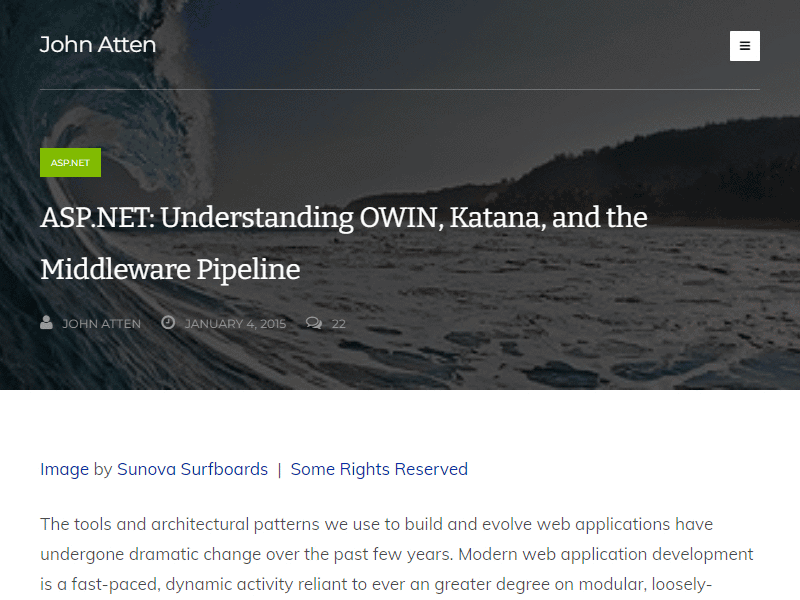 John Atten
ASP.NET
ASP.NET: Understanding OWIN, Katana, and the
Middleware Pipeline
JOHN ATTEN JANUARY 4, 2015 22
Image by Sunova Surfboards | Some Rights Reserved
The tools and architectural patterns we use to build and evolve web applications have
undergone dramatic change over the past few years. Modern web application development
is a fast-paced, dynamic activity reliant to ever an greater degree on modular, loosely-